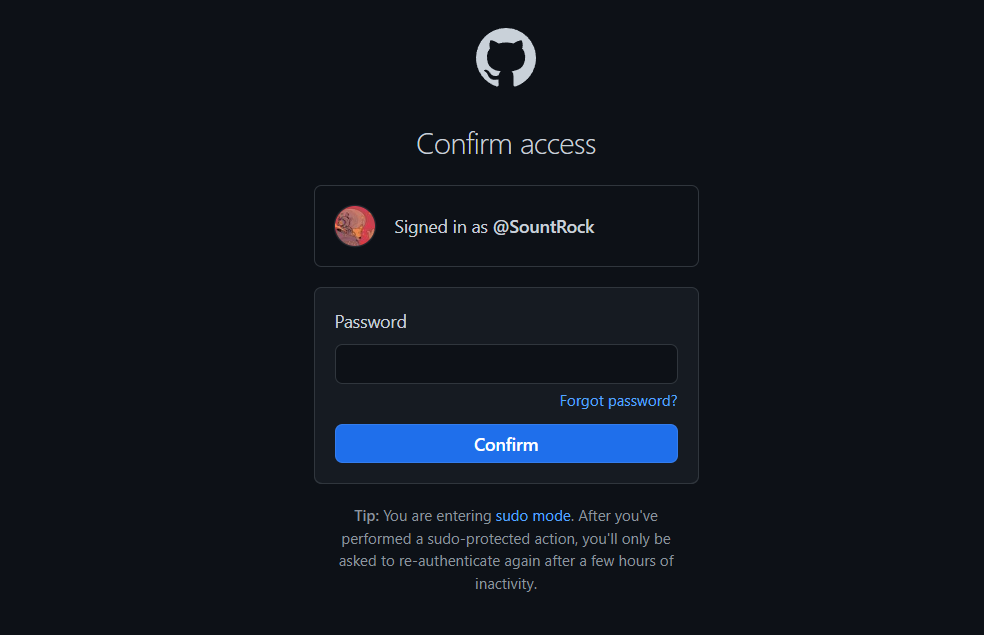 Confirm access
Signed in as @SountRock
Password
Forgot password?
Confirm
Tip: You are entering sudo mode. After you've
performed a sudo-protected action, you'll only be
asked to re-authenticate again after a few hours of
inactivity.